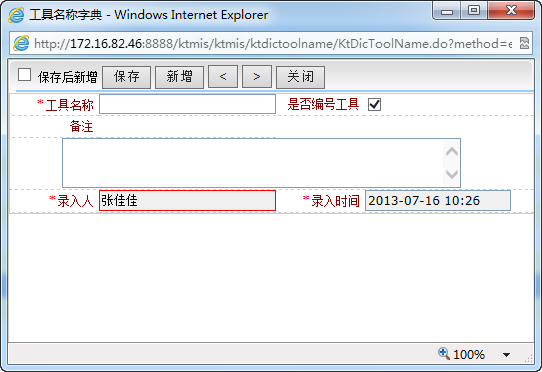 工具名称字典 - Windows Internet Explorer
http://172.16.82.46:8888/ktmis/ktmis/ktdictoolname/KtDicToolName.do?method=e
保存后新增 保存 新增 < > 关闭
*工具名称 是否编号工具
备注
*录入人 张佳佳 *录入时间 2013-07-16 10:26
100%